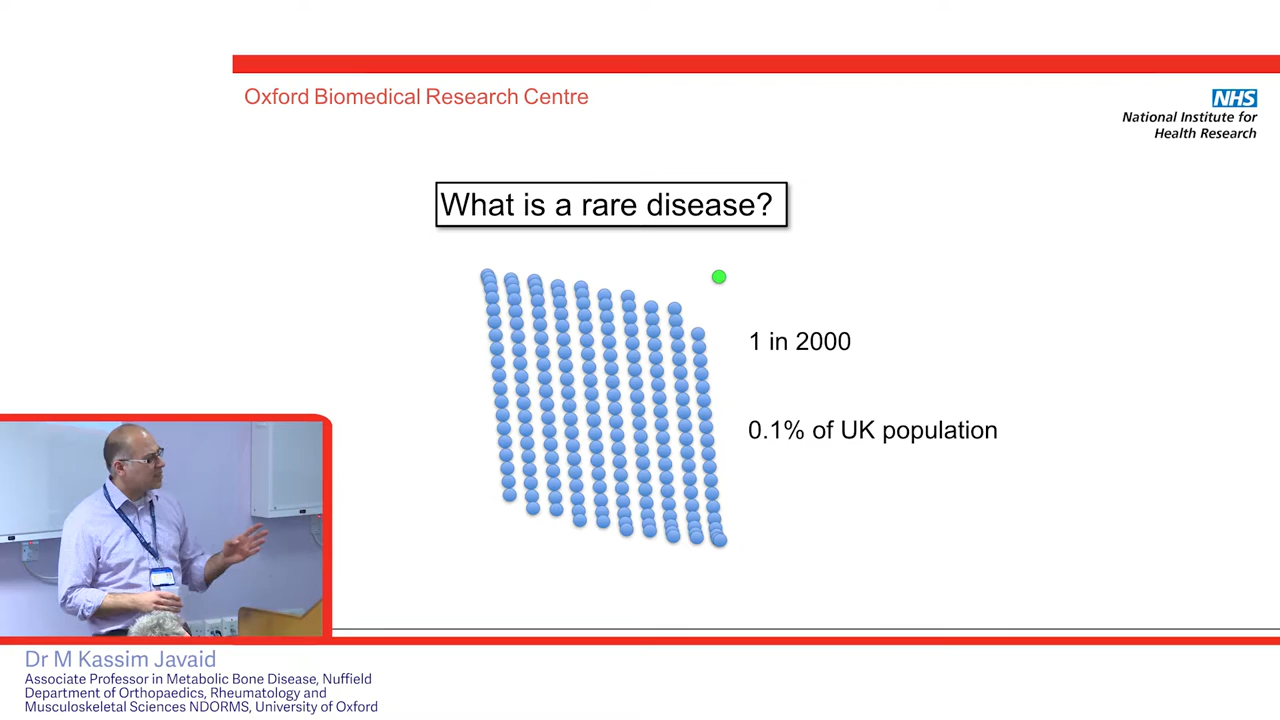 Oxford Biomedical Research Centre
NHS
National Institute for
Health Research
What is a rare disease?
1 in 2000
0.1% of UK population
Dr M Kassim Javaid
Associate Professor in Metabolic Bone Disease, Nuffield
Department of Orthopaedics, Rheumatology and
Musculoskeletal Sciences NDORMS, University of Oxford